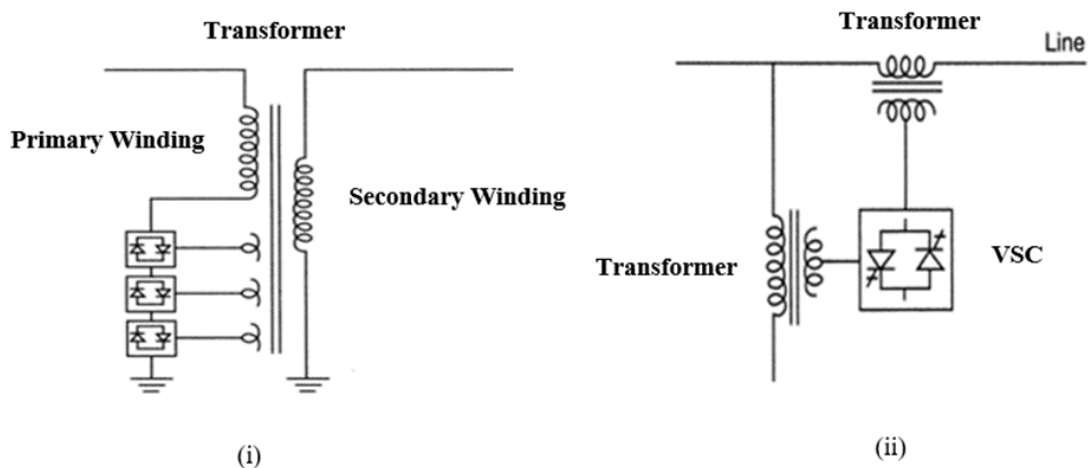 Transformer
Primary Winding
Secondary Winding
(i)
Transformer
Line
Transformer
VSC
(ii)